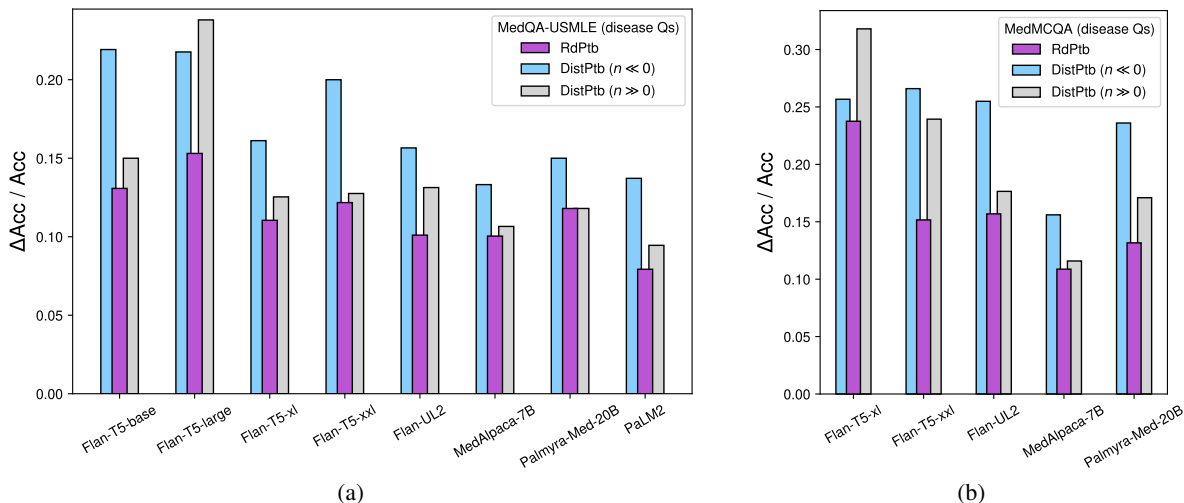 MedQA-USMLE (disease Qs)
RdPtb
DistPtb (n ≪ 0)
DistPtb (n ≫ 0)
ΔAcc / Acc
0.20
0.15
0.10
0.05
0.00
Flan-T5-base
Flan-T5-large
Flan-T5-xl
Flan-T5-xxl
Flan-UL2
MedAlpaca-7B
Palmyra-Med-20B
PaLM2
(a)
MedMCQA (disease Qs)
RdPtb
DistPtb (n ≪ 0)
DistPtb (n ≫ 0)
ΔAcc / Acc
0.30
0.25
0.20
0.15
0.10
0.05
0.00
Flan-T5-xl
Flan-T5-xxl
Flan-UL2
MedAlpaca-7B
Palmyra-Med-20B
(b)